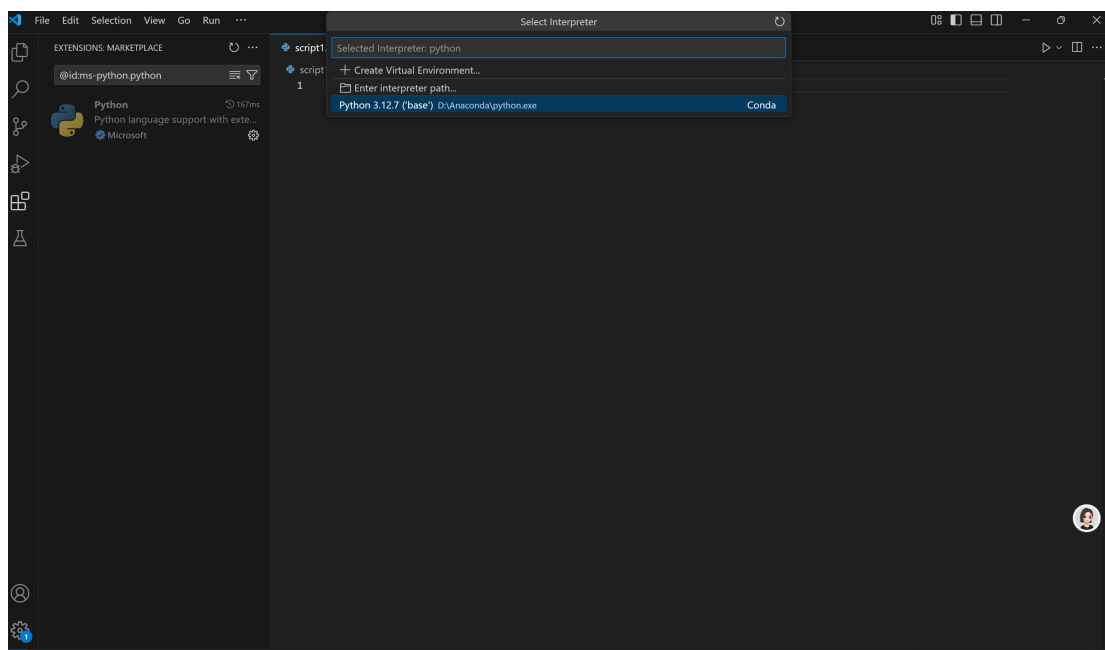 File Edit Selection View Go Run ···
Select Interpreter
EXTENSIONS: MARKETPLACE
@id:ms-python.python
Python 167ms
Python language support with exte...
Microsoft
script1.
script
1
Selected Interpreter: python
+ Create Virtual Environment...
Enter interpreter path...
Python 3.12.7 ('base') D:\Anaconda\python.exe Conda
1